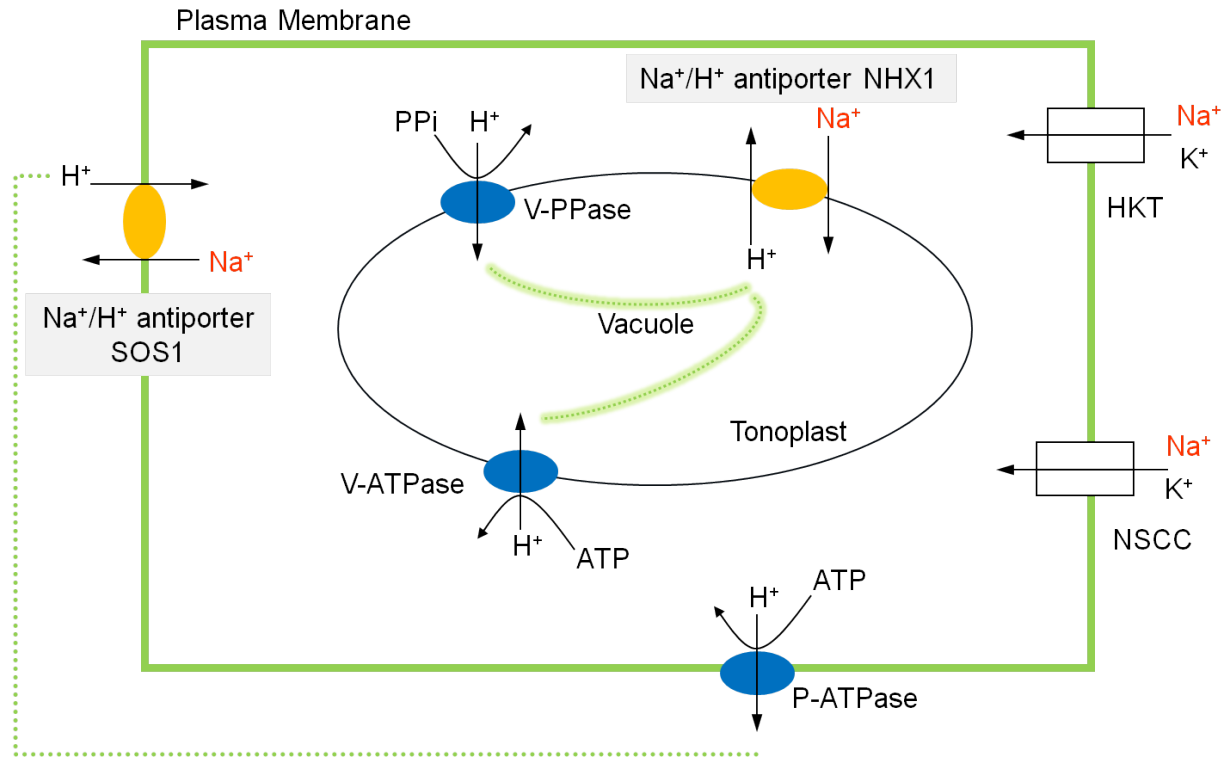 Plasma Membrane
Na⁺/H⁺ antiporter NHX1
PPi
H⁺
Na⁺
Na⁺
K⁺
HKT
H⁺
V-PPase
H⁺
Na⁺
Na⁺/H⁺ antiporter
SOS1
Vacuole
Tonoplast
V-ATPase
H⁺
ATP
Na⁺
K⁺
NSCC
H⁺
ATP
P-ATPase